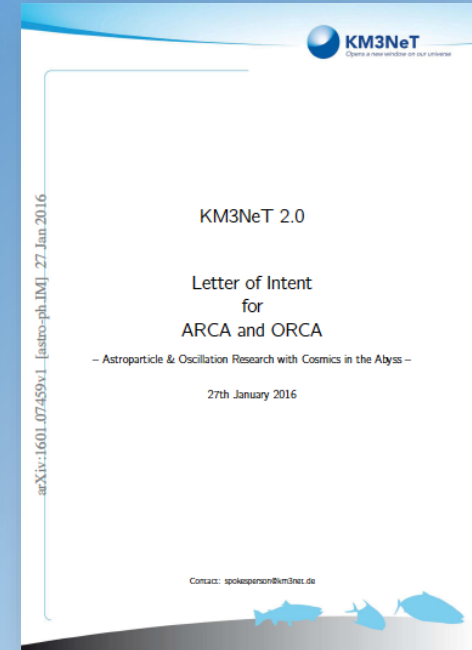 KM3NeT
Opens a new window on our universe
arXiv:1601.07459v1 [astro-ph.IM] 27 Jan 2016
KM3NeT 2.0
Letter of Intent
for
ARCA and ORCA
– Astroparticle & Oscillation Research with Cosmics in the Abyss –
27th January 2016
Contact: spokesperson@km3net.de